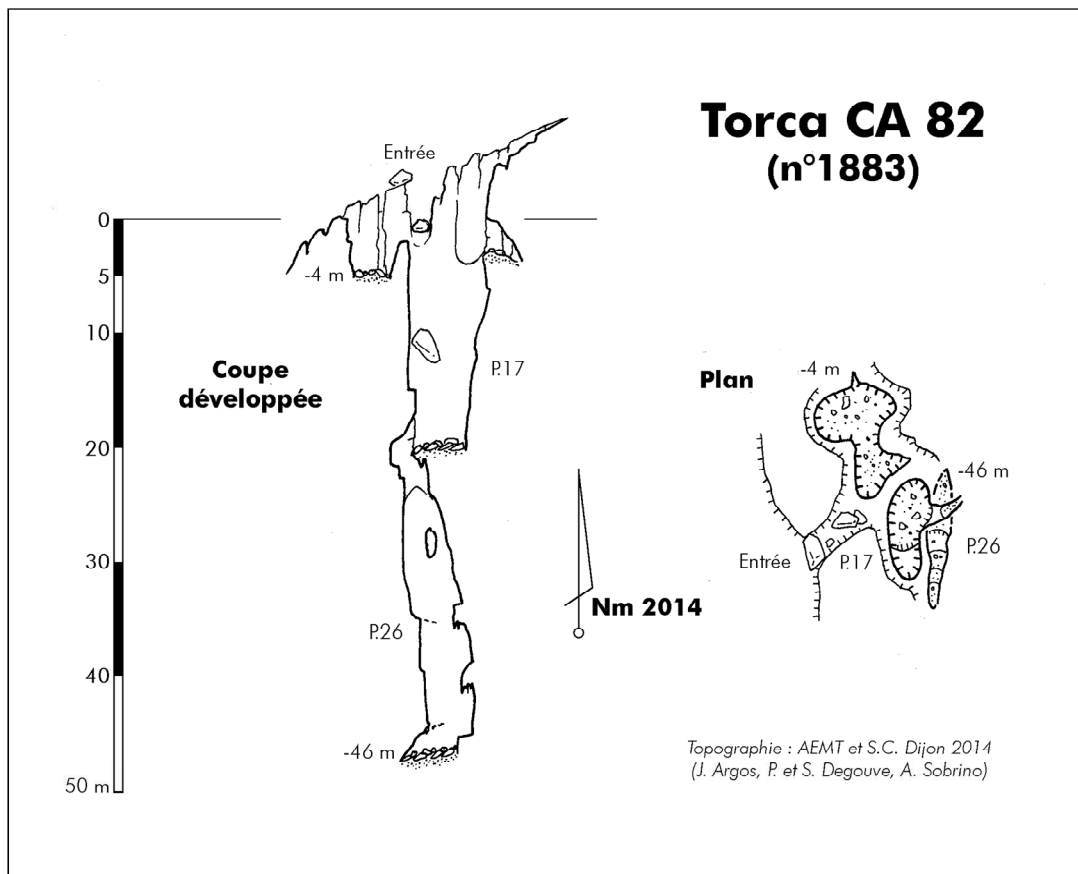 Torca CA 82
(n°1883)
Entrée
0
5
10
20
30
40
50 m
-4 m
Coupe
développée
P.17
P.26
-46 m
Nm 2014
Plan
-4 m
-46 m
P.26
Entrée
P.17
Topographie : AEMT et S.C. Dijon 2014
(J. Argos, P. et S. Degouve, A. Sobrino)